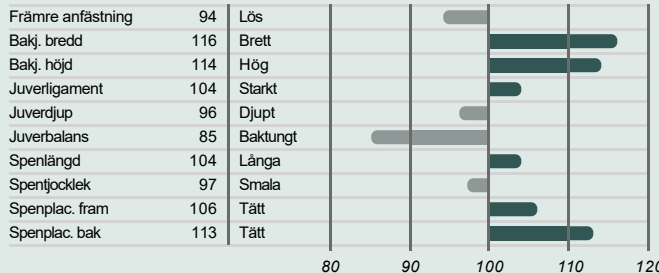 Främre anfästning 94 Lös
Bakj. bredd 116 Brett
Bakj. höjd 114 Hög
Juverligament 104 Starkt
Juverdjup 96 Djupt
Juverbalans 85 Baktungt
Spenlängd 104 Långa
Spentjocklek 97 Smala
Spenplac. fram 106 Tätt
Spenplac. bak 113 Tätt
80 90 100 110 120